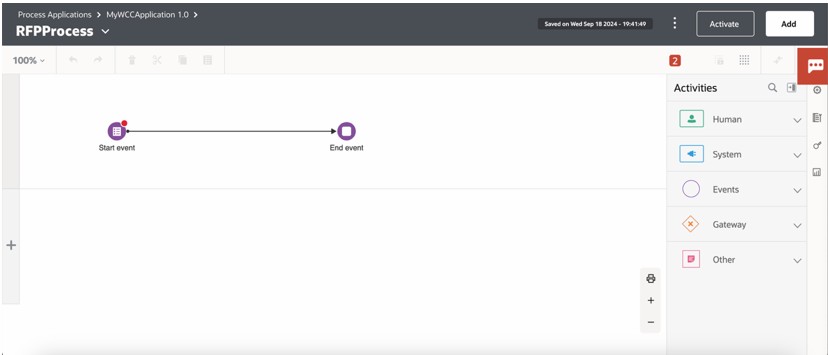 Process Applications > MyWCCApplication 1.0 >
RFPProcess
Saved on Wed Sep 18 2024 - 19:41:49
Activate
Add
100%
2
Activities
Human
System
Events
Gateway
Other
Start event
End event